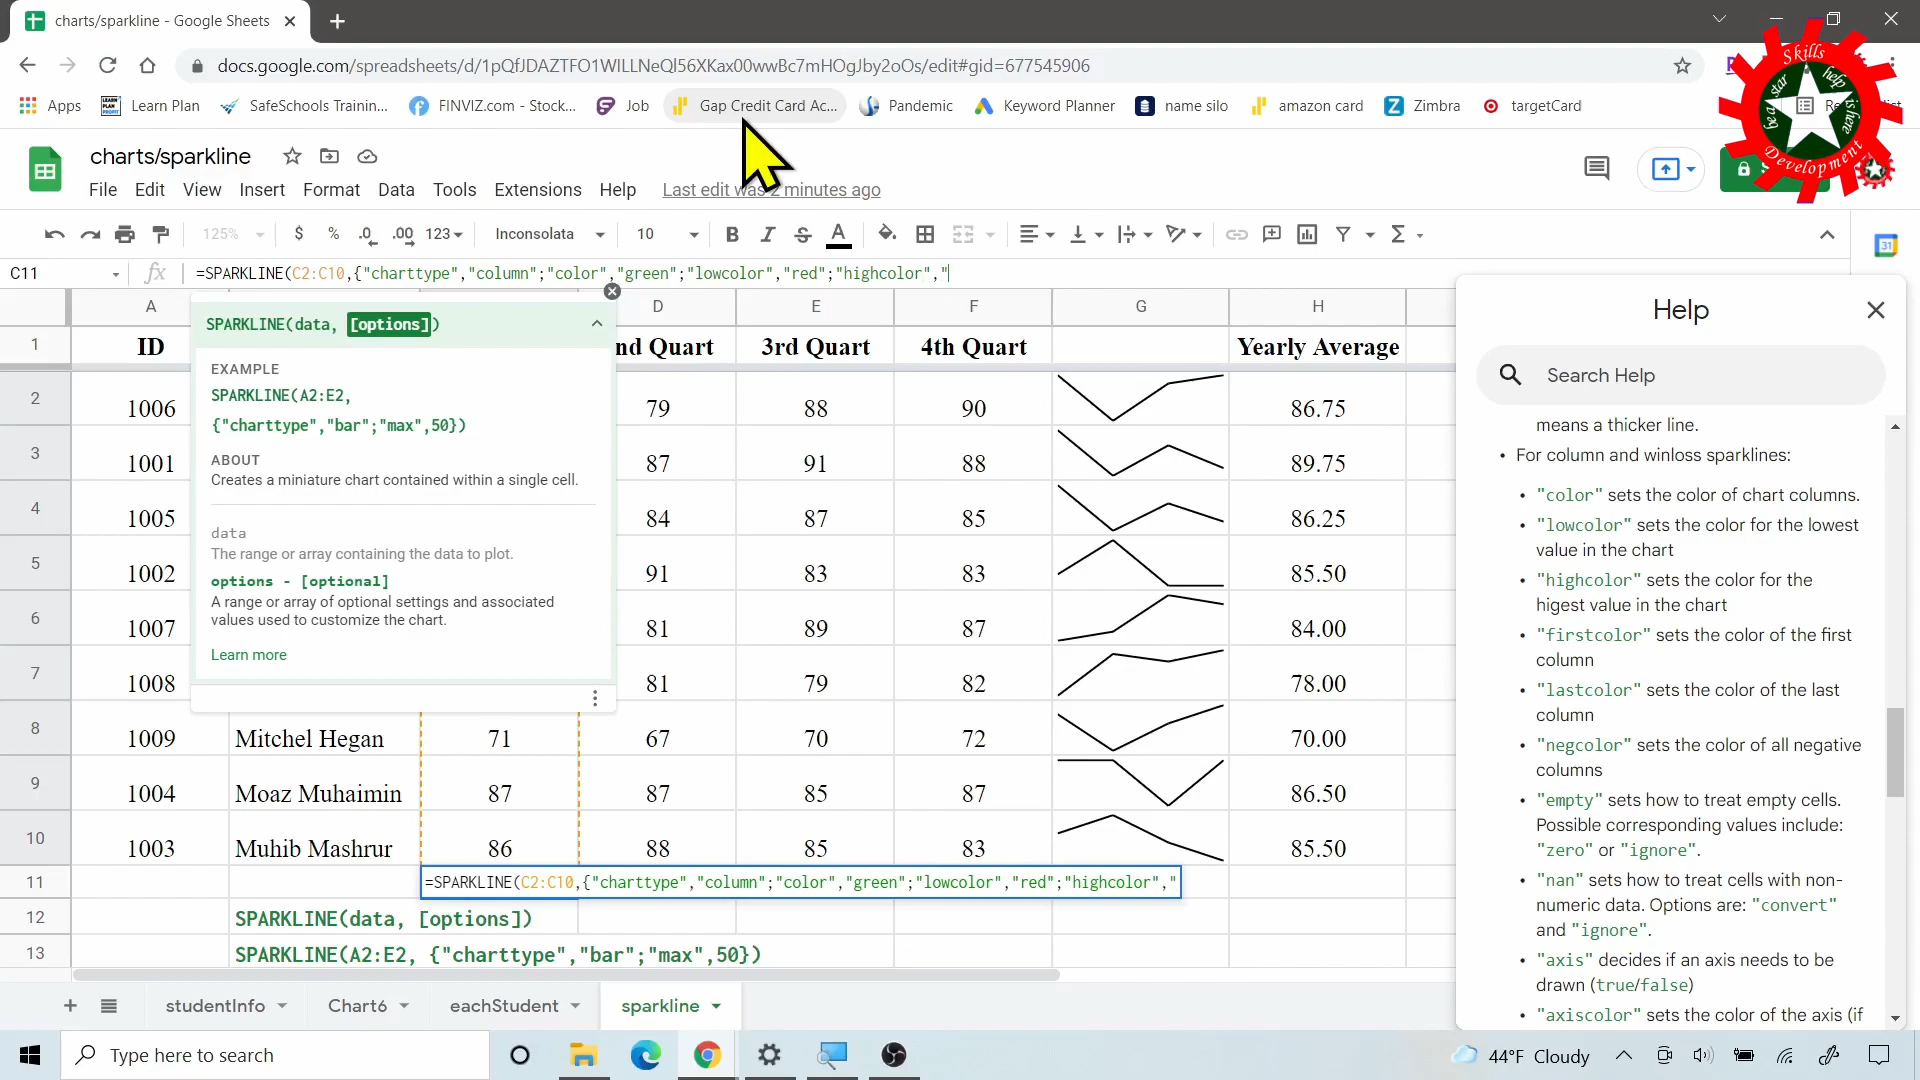 charts/sparkline - Google Sheets
docs.google.com/spreadsheets/d/1pQfJDAZTFO1WILLNeQl56XKax00wwBc7mHOgJby2oOs/edit#gid=677545906
Apps Learn Plan SafeSchools Trainin... FINVIZ.com - Stock... Job Gap Credit Card Ac... Pandemic Keyword Planner name silo amazon card Zimbra targetCard
Skills help is here
be a star
Development
charts/sparkline
File Edit View Insert Format Data Tools Extensions Help Last edit was 2 minutes ago
125% $ % .0 .00 123 Inconsolata 10 B I S A
31
C11 fx =SPARKLINE(C2:C10,{"charttype","column";"color","green";"lowcolor","red";"highcolor","
A D E F G H
1 ID nd Quart 3rd Quart 4th Quart Yearly Average
2 1006 79 88 90 86.75
3 1001 87 91 88 89.75
4 1005 84 87 85 86.25
5 1002 91 83 83 85.50
6 1007 81 89 87 84.00
7 1008 81 79 82 78.00
8 1009 Mitchel Hegan 71 67 70 72 70.00
9 1004 Moaz Muhaimin 87 87 85 87 86.50
10 1003 Muhib Mashrur 86 88 85 83 85.50
11 =SPARKLINE(C2:C10,{"charttype","column";"color","green";"lowcolor","red";"highcolor","
12 SPARKLINE(data, [options])
13 SPARKLINE(A2:E2, {"charttype","bar";"max",50})
SPARKLINE(data, [options])
EXAMPLE
SPARKLINE(A2:E2,
{"charttype","bar";"max",50})
ABOUT
Creates a miniature chart contained within a single cell.
data
The range or array containing the data to plot.
options - [optional]
A range or array of optional settings and associated
values used to customize the chart.
Learn more
Help
Search Help
means a thicker line.
• For column and winloss sparklines:
• "color" sets the color of chart columns.
• "lowcolor" sets the color for the lowest
value in the chart
• "highcolor" sets the color for the
higest value in the chart
• "firstcolor" sets the color of the first
column
• "lastcolor" sets the color of the last
column
• "negcolor" sets the color of all negative
columns
• "empty" sets how to treat empty cells.
Possible corresponding values include:
"zero" or "ignore".
• "nan" sets how to treat cells with non-
numeric data. Options are: "convert"
and "ignore".
• "axis" decides if an axis needs to be
drawn (true/false)
• "axiscolor" sets the color of the axis (if
studentInfo Chart6 eachStudent sparkline
Type here to search
44°F Cloudy